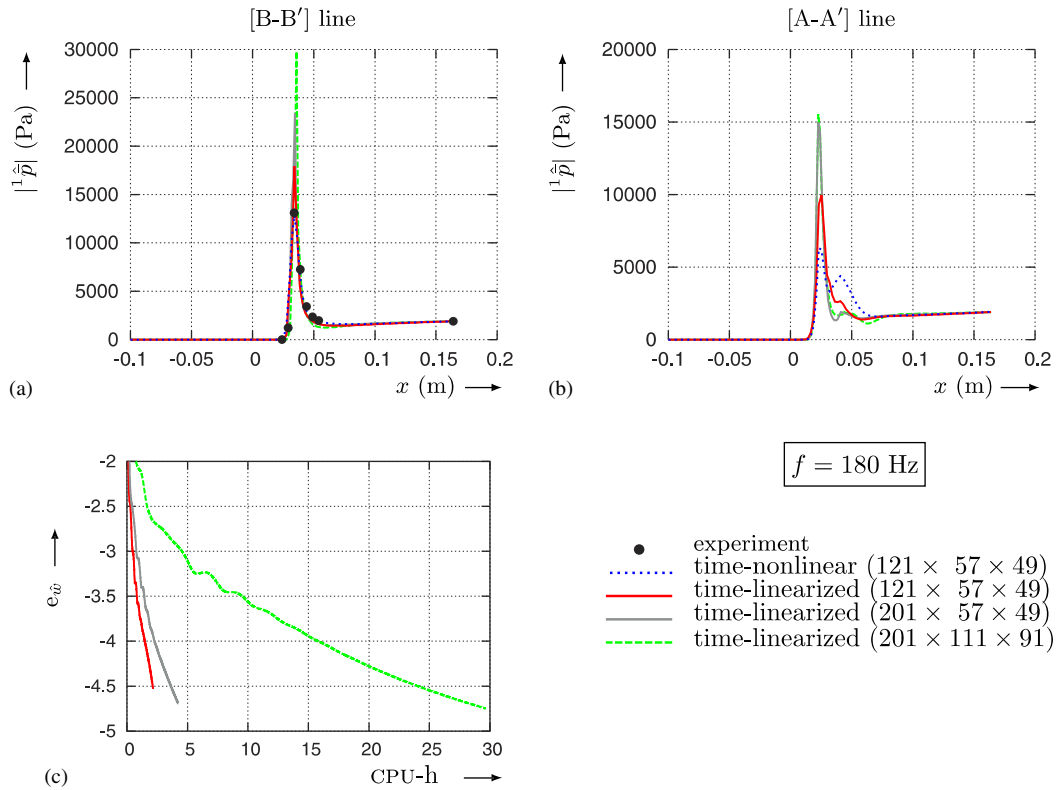 [B-B′] line
[A-A′] line
|¹p̂̃| (Pa)
30000
25000
20000
15000
10000
5000
0
-0.1
-0.05
0
0.05
0.1
0.15
0.2
x (m)
(a)
|¹p̂̃| (Pa)
20000
15000
10000
5000
0
-0.1
-0.05
0
0.05
0.1
0.15
0.2
x (m)
(b)
e_ŵ
-2
-2.5
-3
-3.5
-4
-4.5
-5
0
5
10
15
20
25
30
CPU-h
(c)
f = 180 Hz
experiment
time-nonlinear (121 × 57 × 49)
time-linearized (121 × 57 × 49)
time-linearized (201 × 57 × 49)
time-linearized (201 × 111 × 91)